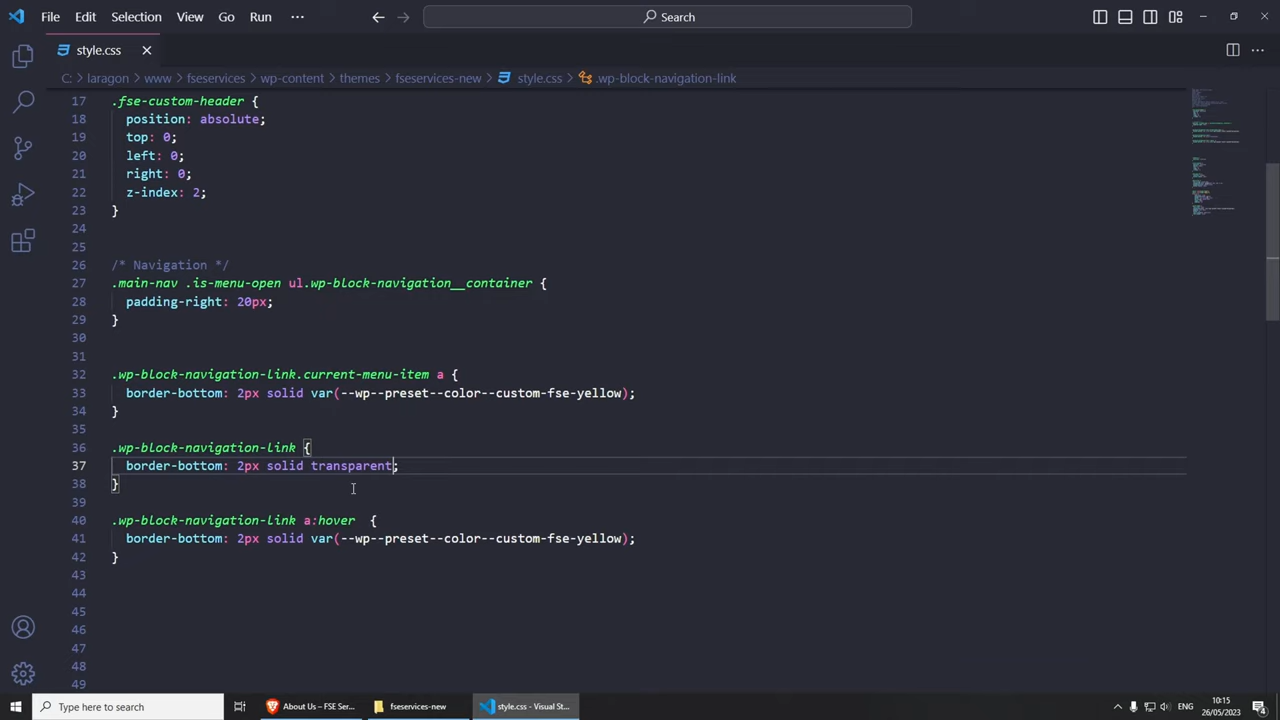 File Edit Selection View Go Run ··· Search
style.css
C: > laragon > www > fseservices > wp-content > themes > fseservices-new > style.css > .wp-block-navigation-link
17 .fse-custom-header {
18 position: absolute;
19 top: 0;
20 left: 0;
21 right: 0;
22 z-index: 2;
23 }
24
25
26 /* Navigation */
27 .main-nav .is-menu-open ul.wp-block-navigation__container {
28 padding-right: 20px;
29 }
30
31
32 .wp-block-navigation-link.current-menu-item a {
33 border-bottom: 2px solid var(--wp--preset--color--custom-fse-yellow);
34 }
35
36 .wp-block-navigation-link {
37 border-bottom: 2px solid transparent;
38 }
39
40 .wp-block-navigation-link a:hover {
41 border-bottom: 2px solid var(--wp--preset--color--custom-fse-yellow);
42 }
43
44
45
46
47
48
49
Type here to search About Us – FSE Ser... fseservices-new style.css - Visual St... 10:15
26/05/2023